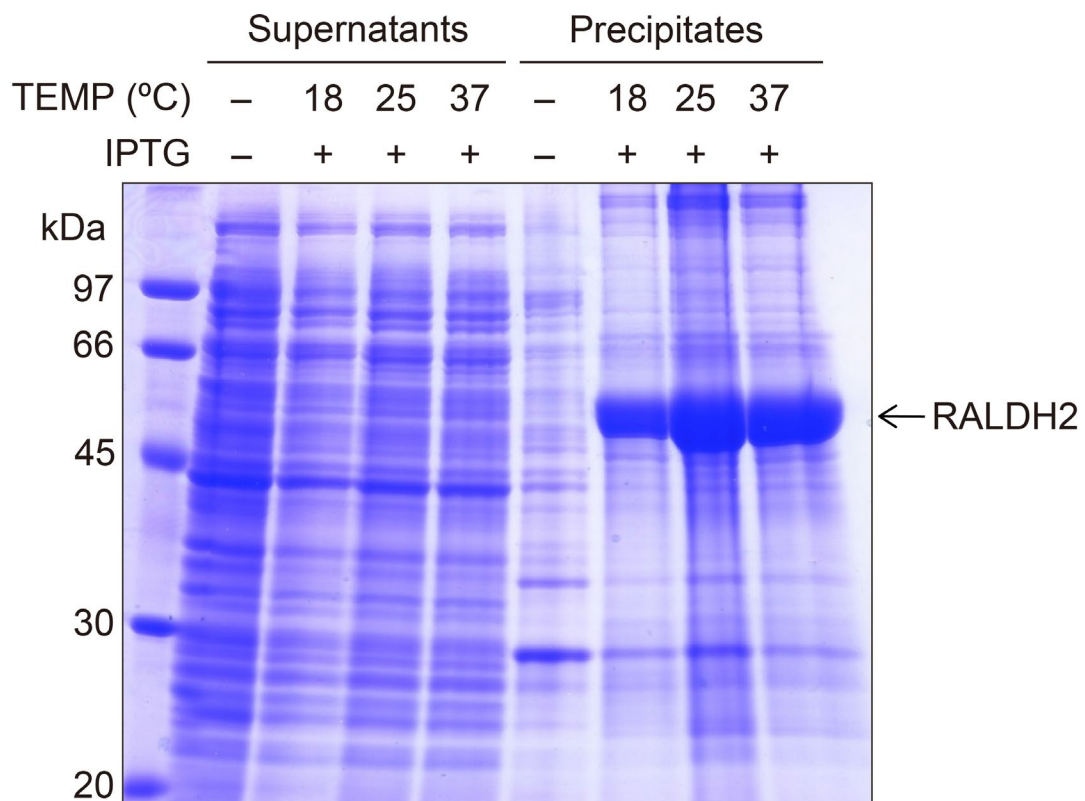 Supernatants Precipitates
TEMP (ºC) – 18 25 37 – 18 25 37
IPTG – + + + – + + +
kDa
97
66
RALDH2
45
30
20